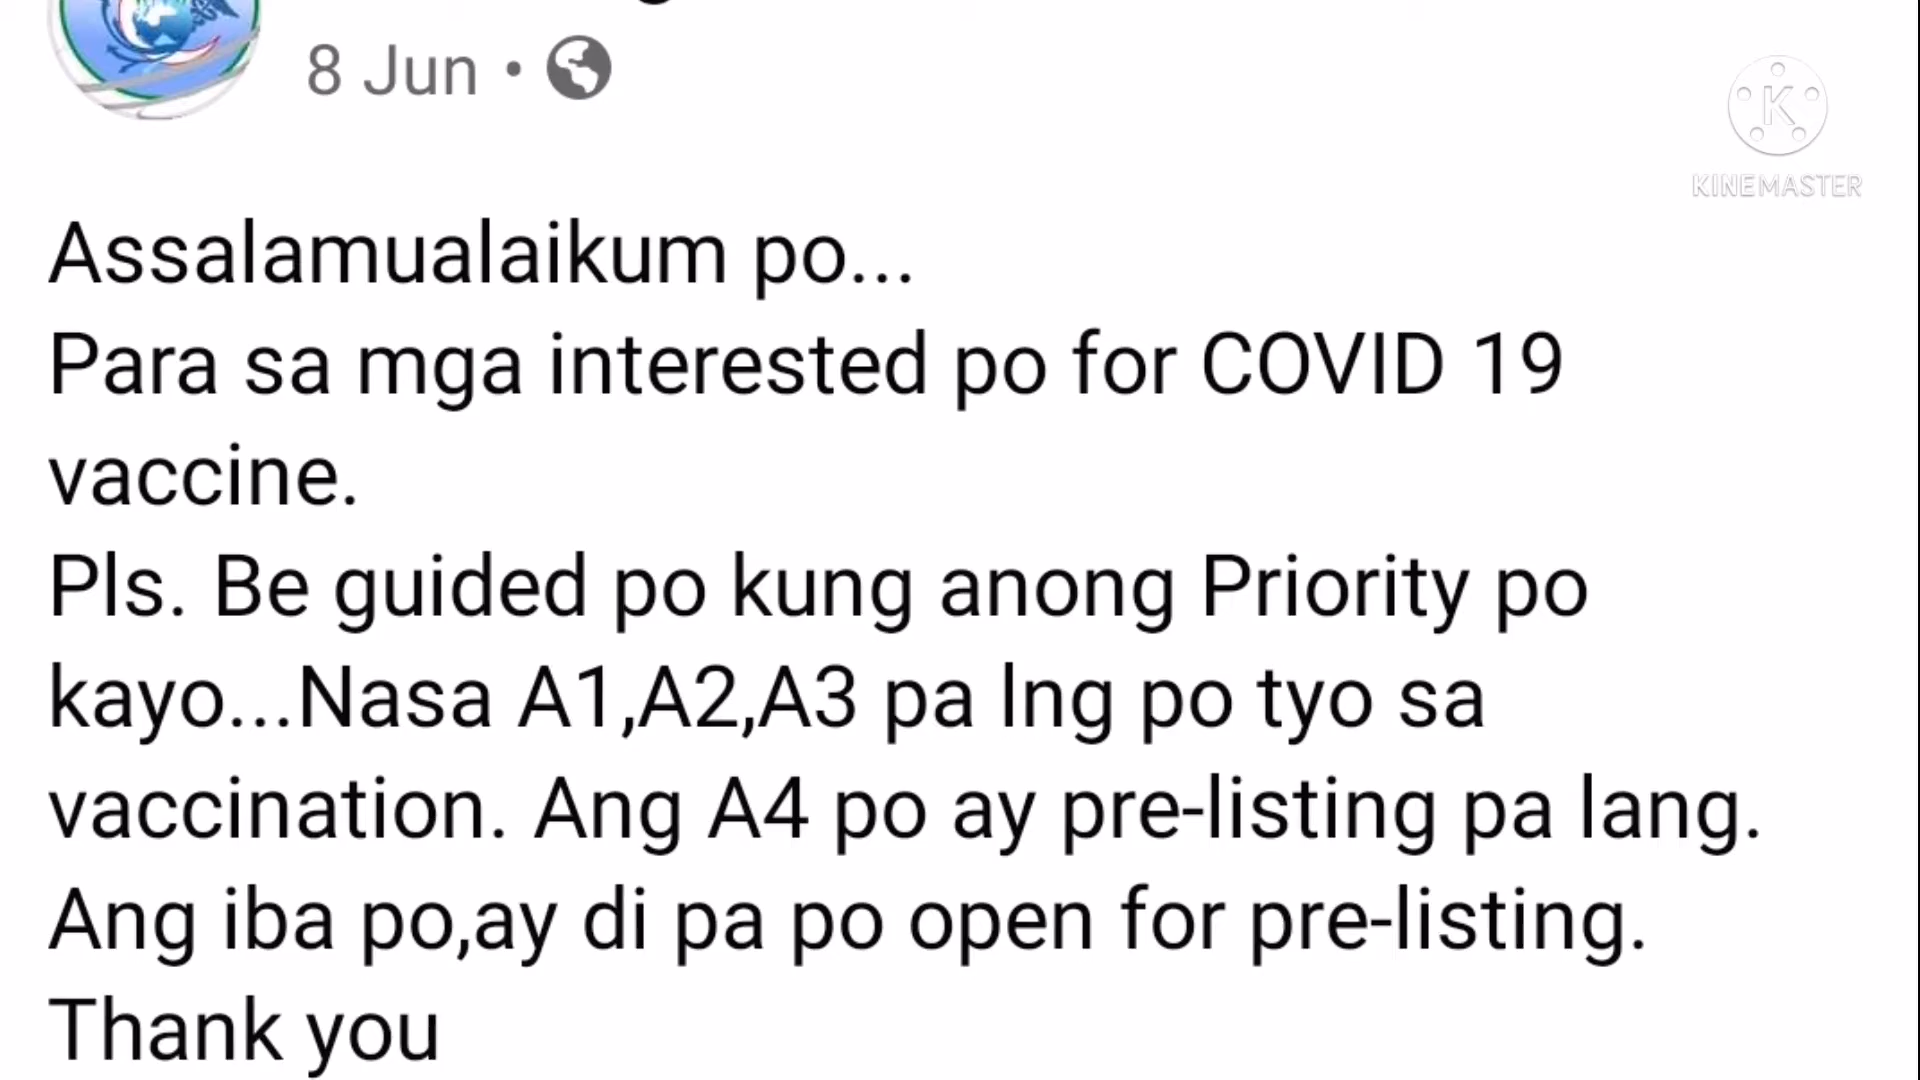 8 Jun •
K
KINEMASTER
Assalamualaikum po...
Para sa mga interested po for COVID 19
vaccine.
Pls. Be guided po kung anong Priority po
kayo...Nasa A1,A2,A3 pa lng po tyo sa
vaccination. Ang A4 po ay pre-listing pa lang.
Ang iba po,ay di pa po open for pre-listing.
Thank you